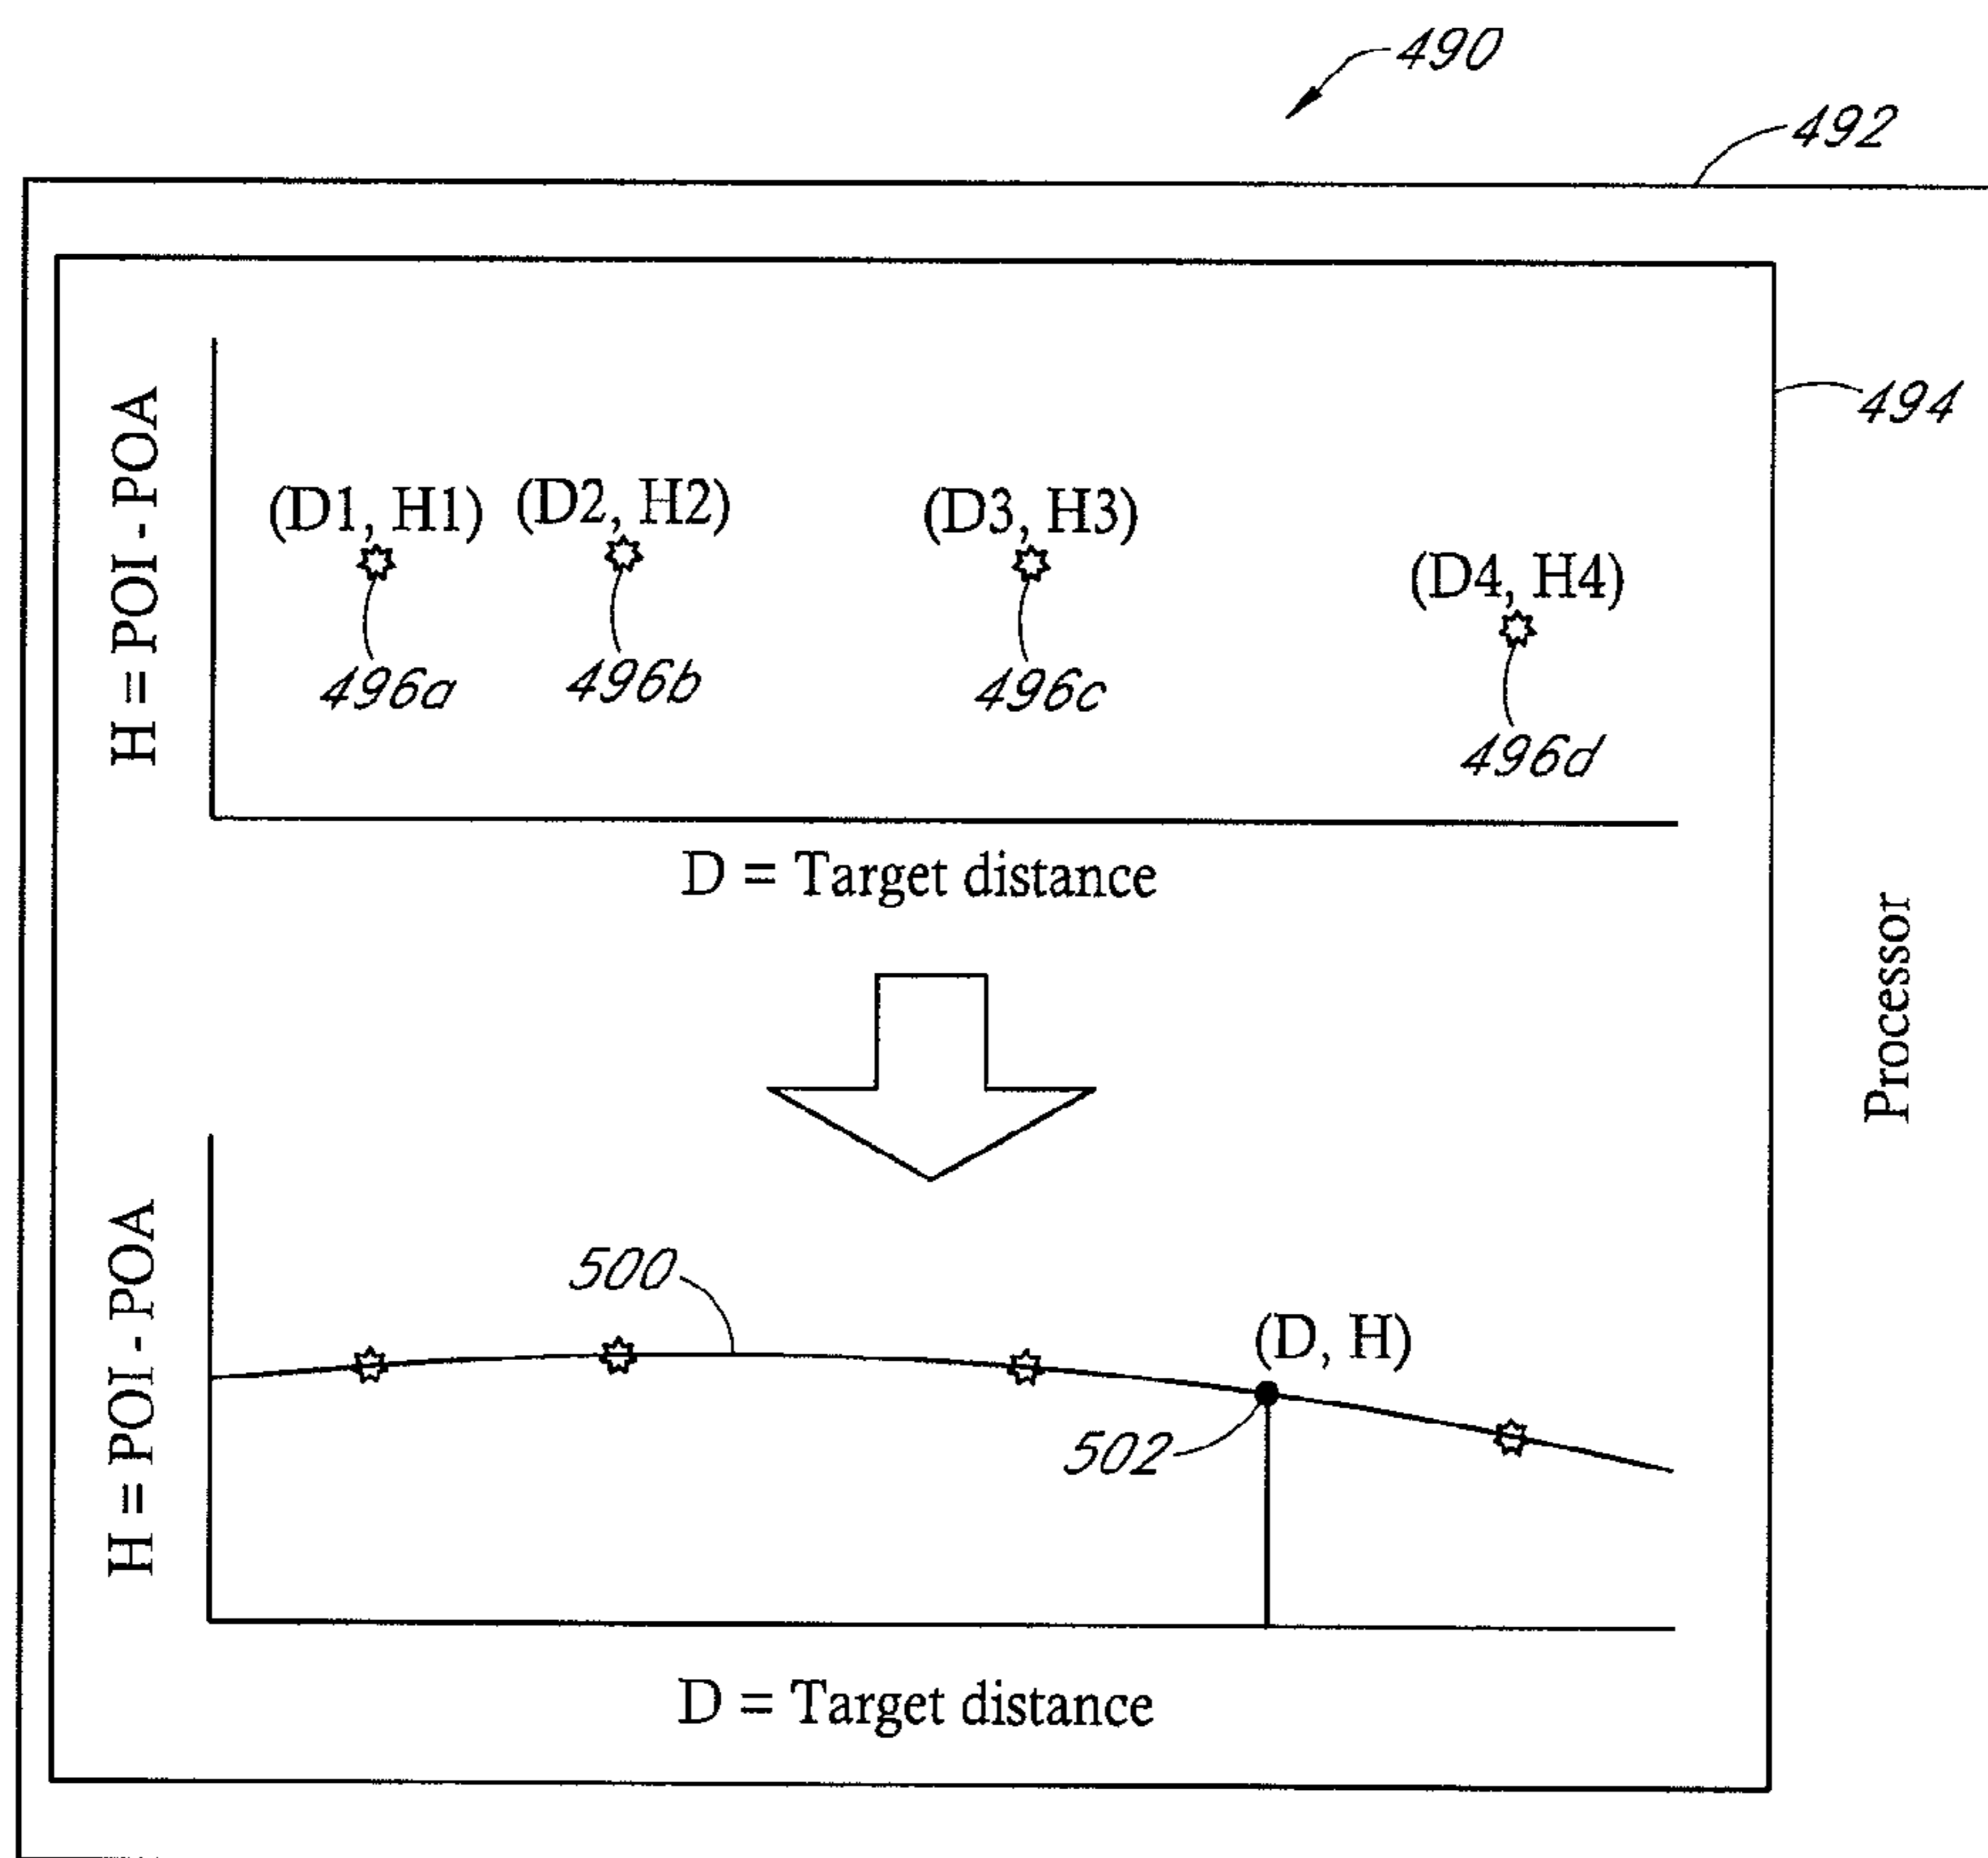 490
492
494
H = POI - POA
(D1, H1)
(D2, H2)
(D3, H3)
(D4, H4)
496a
496b
496c
496d
D = Target distance
Processor
H = POI - POA
500
(D, H)
502
D = Target distance